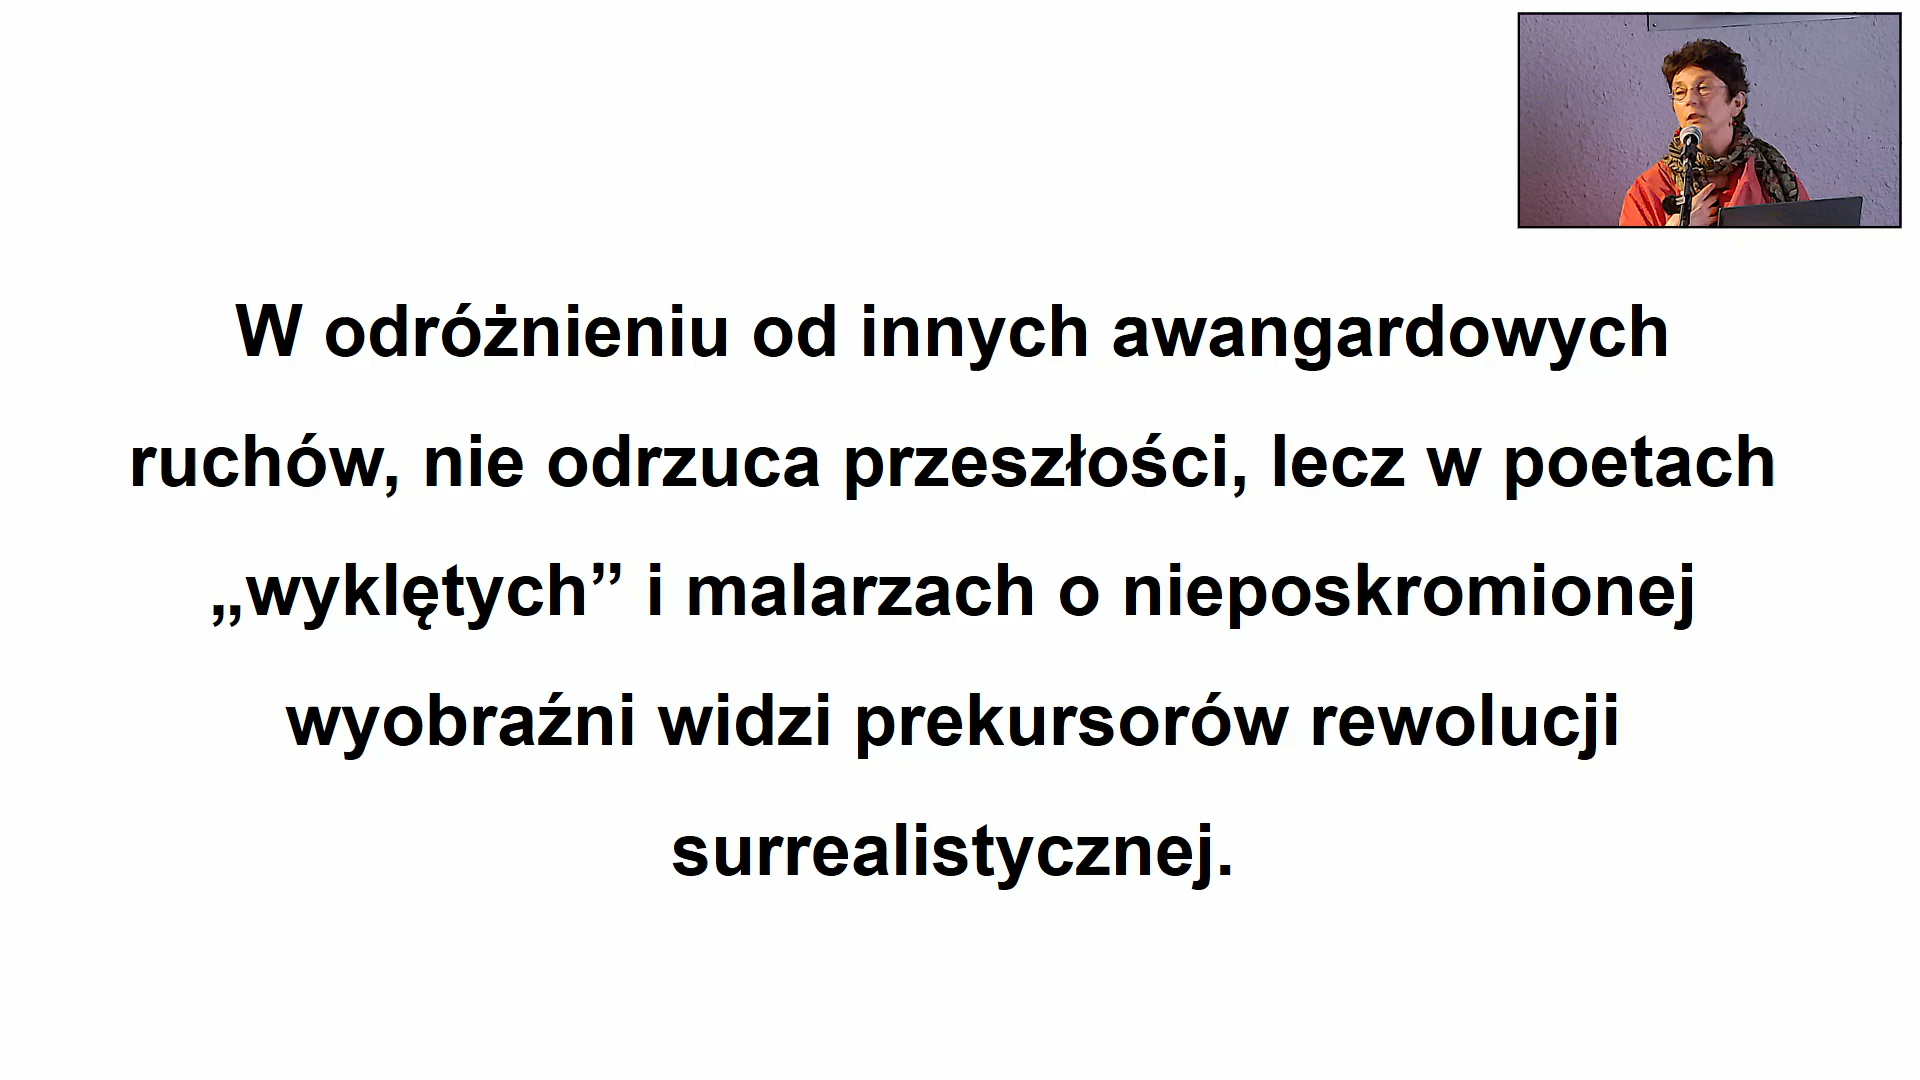 W odróżnieniu od innych awangardowych
ruchów, nie odrzuca przeszłości, lecz w poetach
„wyklętych” i malarzach o nieposkromionej
wyobraźni widzi prekursorów rewolucji
surrealistycznej.